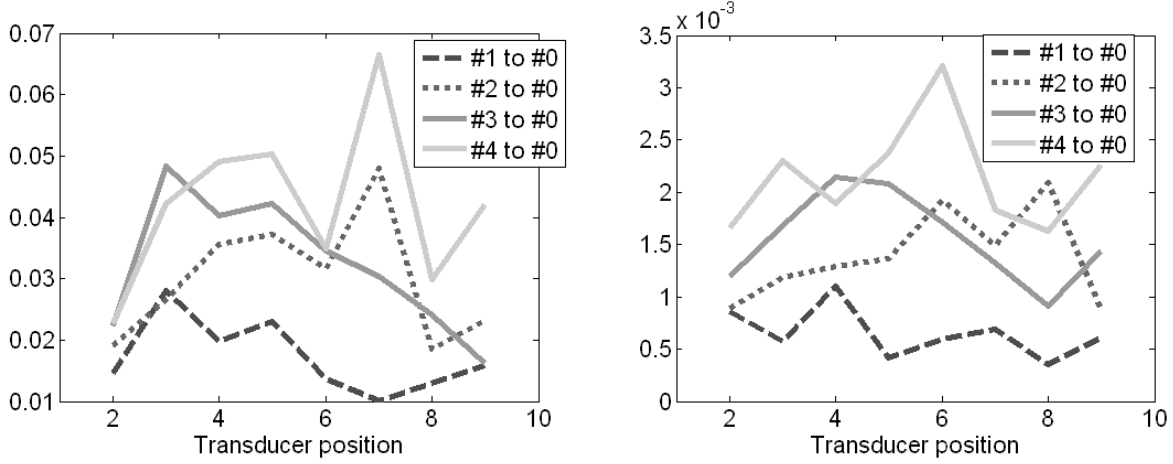 0.07
0.06
0.05
0.04
0.03
0.02
0.01
2 4 6 8 10
Transducer position
#1 to #0
#2 to #0
#3 to #0
#4 to #0
x 10^-3
3.5
3
2.5
2
1.5
1
0.5
0
2 4 6 8 10
Transducer position
#1 to #0
#2 to #0
#3 to #0
#4 to #0